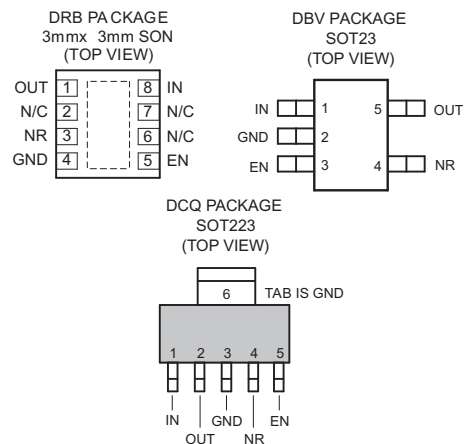 DRB PACKAGE
3mmx 3mm SON
(TOP VIEW)
OUT 1 8 IN
N/C 2 7 N/C
NR 3 6 N/C
GND 4 5 EN
DBV PACKAGE
SOT23
(TOP VIEW)
IN 1 5 OUT
GND 2
EN 3 4 NR
DCQ PACKAGE
SOT223
(TOP VIEW)
6 TAB IS GND
1 2 3 4 5
IN GND EN
OUT NR